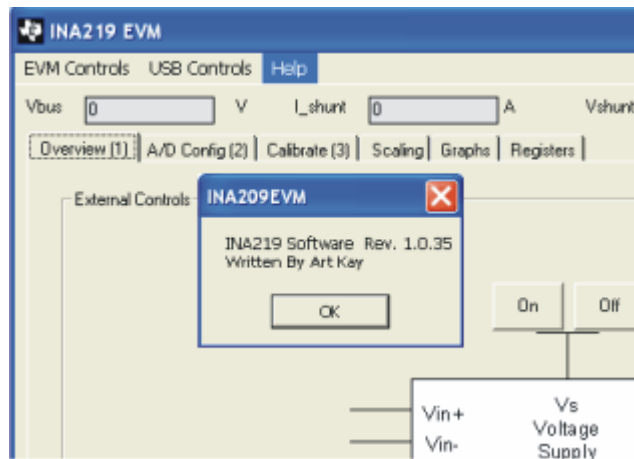 INA219 EVM
EVM Controls USB Controls Help
Vbus 0 V I_shunt 0 A Vshunt
Overview (1) A/D Config (2) Calibrate (3) Scaling Graphs Registers
External Controls
INA209EVM
INA219 Software Rev. 1.0.35
Written By Art Kay
OK
On Off
Vin+
Vin-
Vs
Voltage
Supply